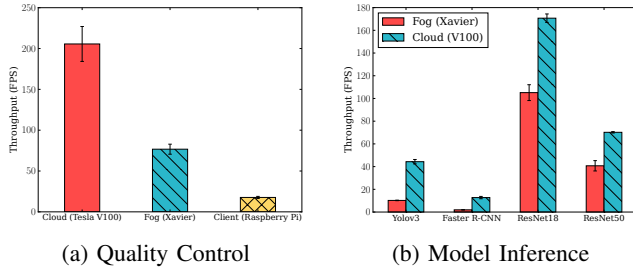 250
200
150
100
50
0
Throughput (FPS)
Cloud (Tesla V100) Fog (Xavier) Client (Raspberry Pi)
(a) Quality Control
180
160
140
120
100
80
60
40
20
0
Throughput (FPS)
Fog (Xavier)
Cloud (V100)
Yolov3 Faster R-CNN ResNet18 ResNet50
(b) Model Inference